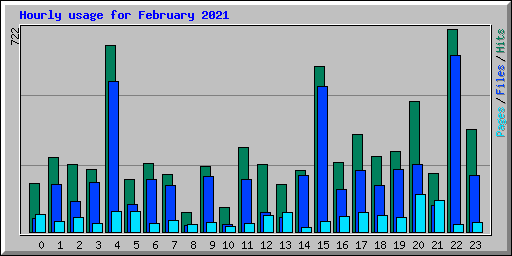 Hourly usage for February 2021
722
Pages / Files / Hits
0 1 2 3 4 5 6 7 8 9 10 11 12 13 14 15 16 17 18 19 20 21 22 23